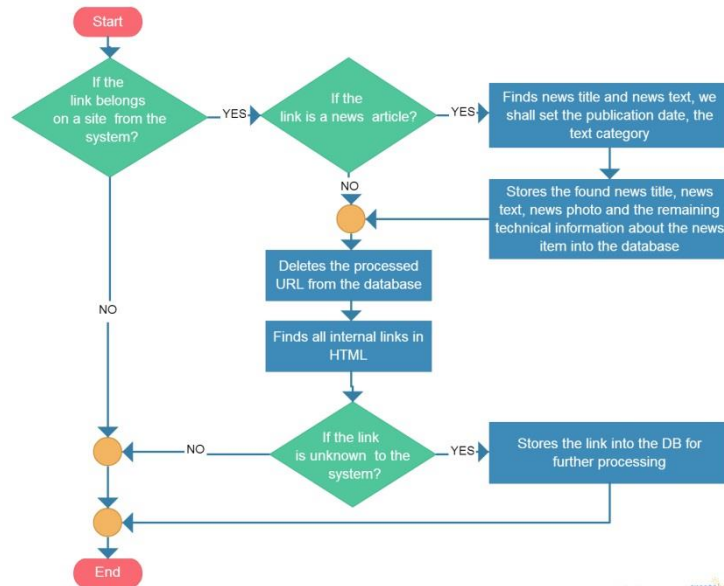 Start
If the
link belongs
on a site from the
system?
YES
If the
link is a news article?
YES
Finds news title and news text, we
shall set the publication date, the
text category
NO
Stores the found news title, news
text, news photo and the remaining
technical information about the news
item into the database
Deletes the processed
URL from the database
NO
Finds all internal links in
HTML
If the link
is unknown to the
system?
NO
YES
Stores the link into the DB for
further processing
End